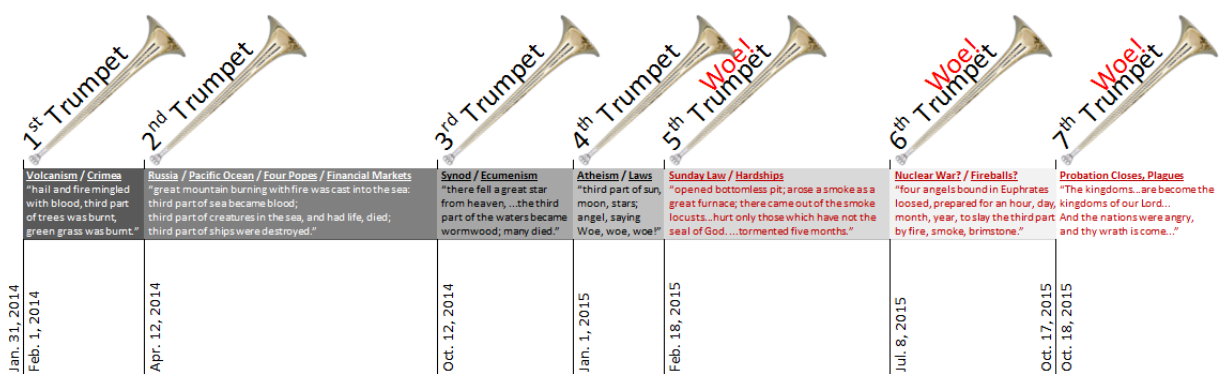 1st Trumpet
2nd Trumpet
3rd Trumpet
4th Trumpet
Woe!
5th Trumpet
Woe!
6th Trumpet
Woe!
7th Trumpet
Volcanism / Crimea
“hail and fire mingled
with blood, third part
of trees was burnt,
green grass was burnt.”
Russia / Pacific Ocean / Four Popes / Financial Markets
“great mountain burning with fire was cast into the sea:
third part of sea became blood;
third part of creatures in the sea, and had life, died;
third part of ships were destroyed.”
Synod / Ecumenism
“there fell a great star
from heaven, ...the third
part of the waters became
wormwood; many died.”
Atheism / Laws
“third part of sun,
moon, stars;
angel, saying
Woe, woe, woe!”
Sunday Law / Hardships
“opened bottomless pit; arose a smoke as a
great furnace; there came out of the smoke
locusts...hurt only those which have not the
seal of God. ...tormented five months.”
Nuclear War? / Fireballs?
“four angels bound in Euphrates
loosed, prepared for an hour, day,
month, year, to slay the third part
by fire, smoke, brimstone.”
Probation Closes, Plagues
“The kingdoms...are become the
kingdoms of our Lord...
And the nations were angry,
and thy wrath is come...”
Jan. 31, 2014
Feb. 1, 2014
Apr. 12, 2014
Oct. 12, 2014
Jan. 1, 2015
Feb. 18, 2015
Jul. 8, 2015
Oct. 17, 2015
Oct. 18, 2015